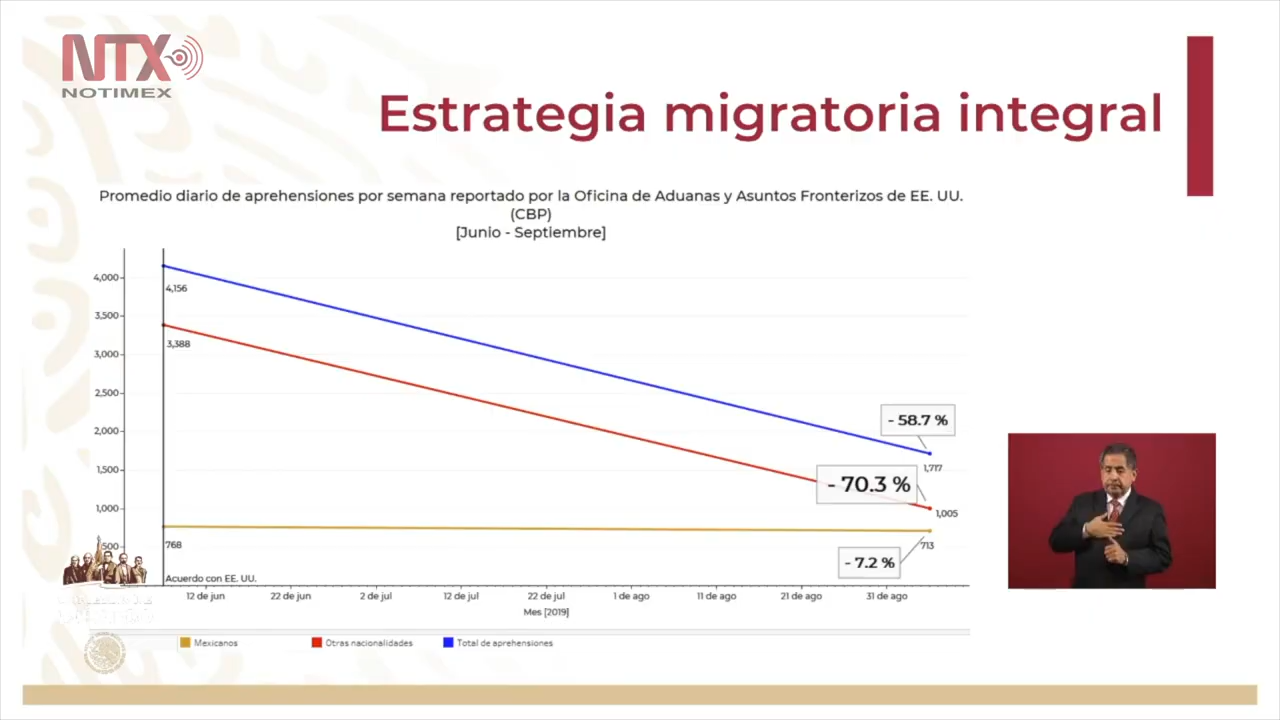 NTX
NOTIMEX
Estrategia migratoria integral
Promedio diario de aprehensiones por semana reportado por la Oficina de Aduanas y Asuntos Fronterizos de EE. UU.
(CBP)
[Junio - Septiembre]
4,000
3,500
3,000
2,500
2,000
1,500
1,000
500
4,156
3,388
768
- 58.7 %
1,717
- 70.3 %
1,005
713
- 7.2 %
Acuerdo con EE. UU.
12 de jun
22 de jun
2 de jul
12 de jul
22 de jul
1 de ago
11 de ago
21 de ago
31 de ago
Mes [2019]
Mexicanos
Otras nacionalidades
Total de aprehensiones